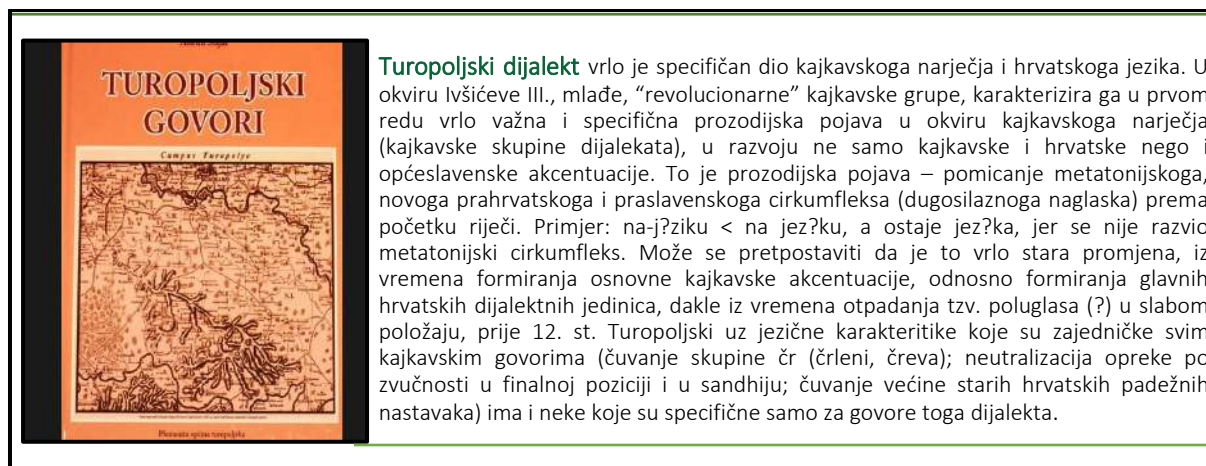 TUROPOLJSKI
GOVORI
Campus Turopolye
Plemenita općina turopoljska
Turopoljski dijalekt vrlo je specifičan dio kajkavskoga narječja i hrvatskoga jezika. U
okviru Ivšićeve III., mlađe, “revolucionarne” kajkavske grupe, karakterizira ga u prvom
redu vrlo važna i specifična prozodijska pojava u okviru kajkavskoga narječja
(kajkavske skupine dijalekata), u razvoju ne samo kajkavske i hrvatske nego i
općeslavenske akcentuacije. To je prozodijska pojava – pomicanje metatonijskoga,
novoga prahrvatskoga i praslavenskoga cirkumfleksa (dugosilaznoga naglaska) prema
početku riječi. Primjer: na-j?ziku < na jez?ku, a ostaje jez?ka, jer se nije razvio
metatonijski cirkumfleks. Može se pretpostaviti da je to vrlo stara promjena, iz
vremena formiranja osnovne kajkavske akcentuacije, odnosno formiranja glavnih
hrvatskih dijalektnih jedinica, dakle iz vremena otpadanja tzv. poluglasa (?) u slabom
položaju, prije 12. st. Turopoljski uz jezične karakteritike koje su zajedničke svim
kajkavskim govorima (čuvanje skupine čr (črleni, čreva); neutralizacija opreke po
zvučnosti u finalnoj poziciji i u sandhiju; čuvanje većine starih hrvatskih padežnih
nastavaka) ima i neke koje su specifične samo za govore toga dijalekta.